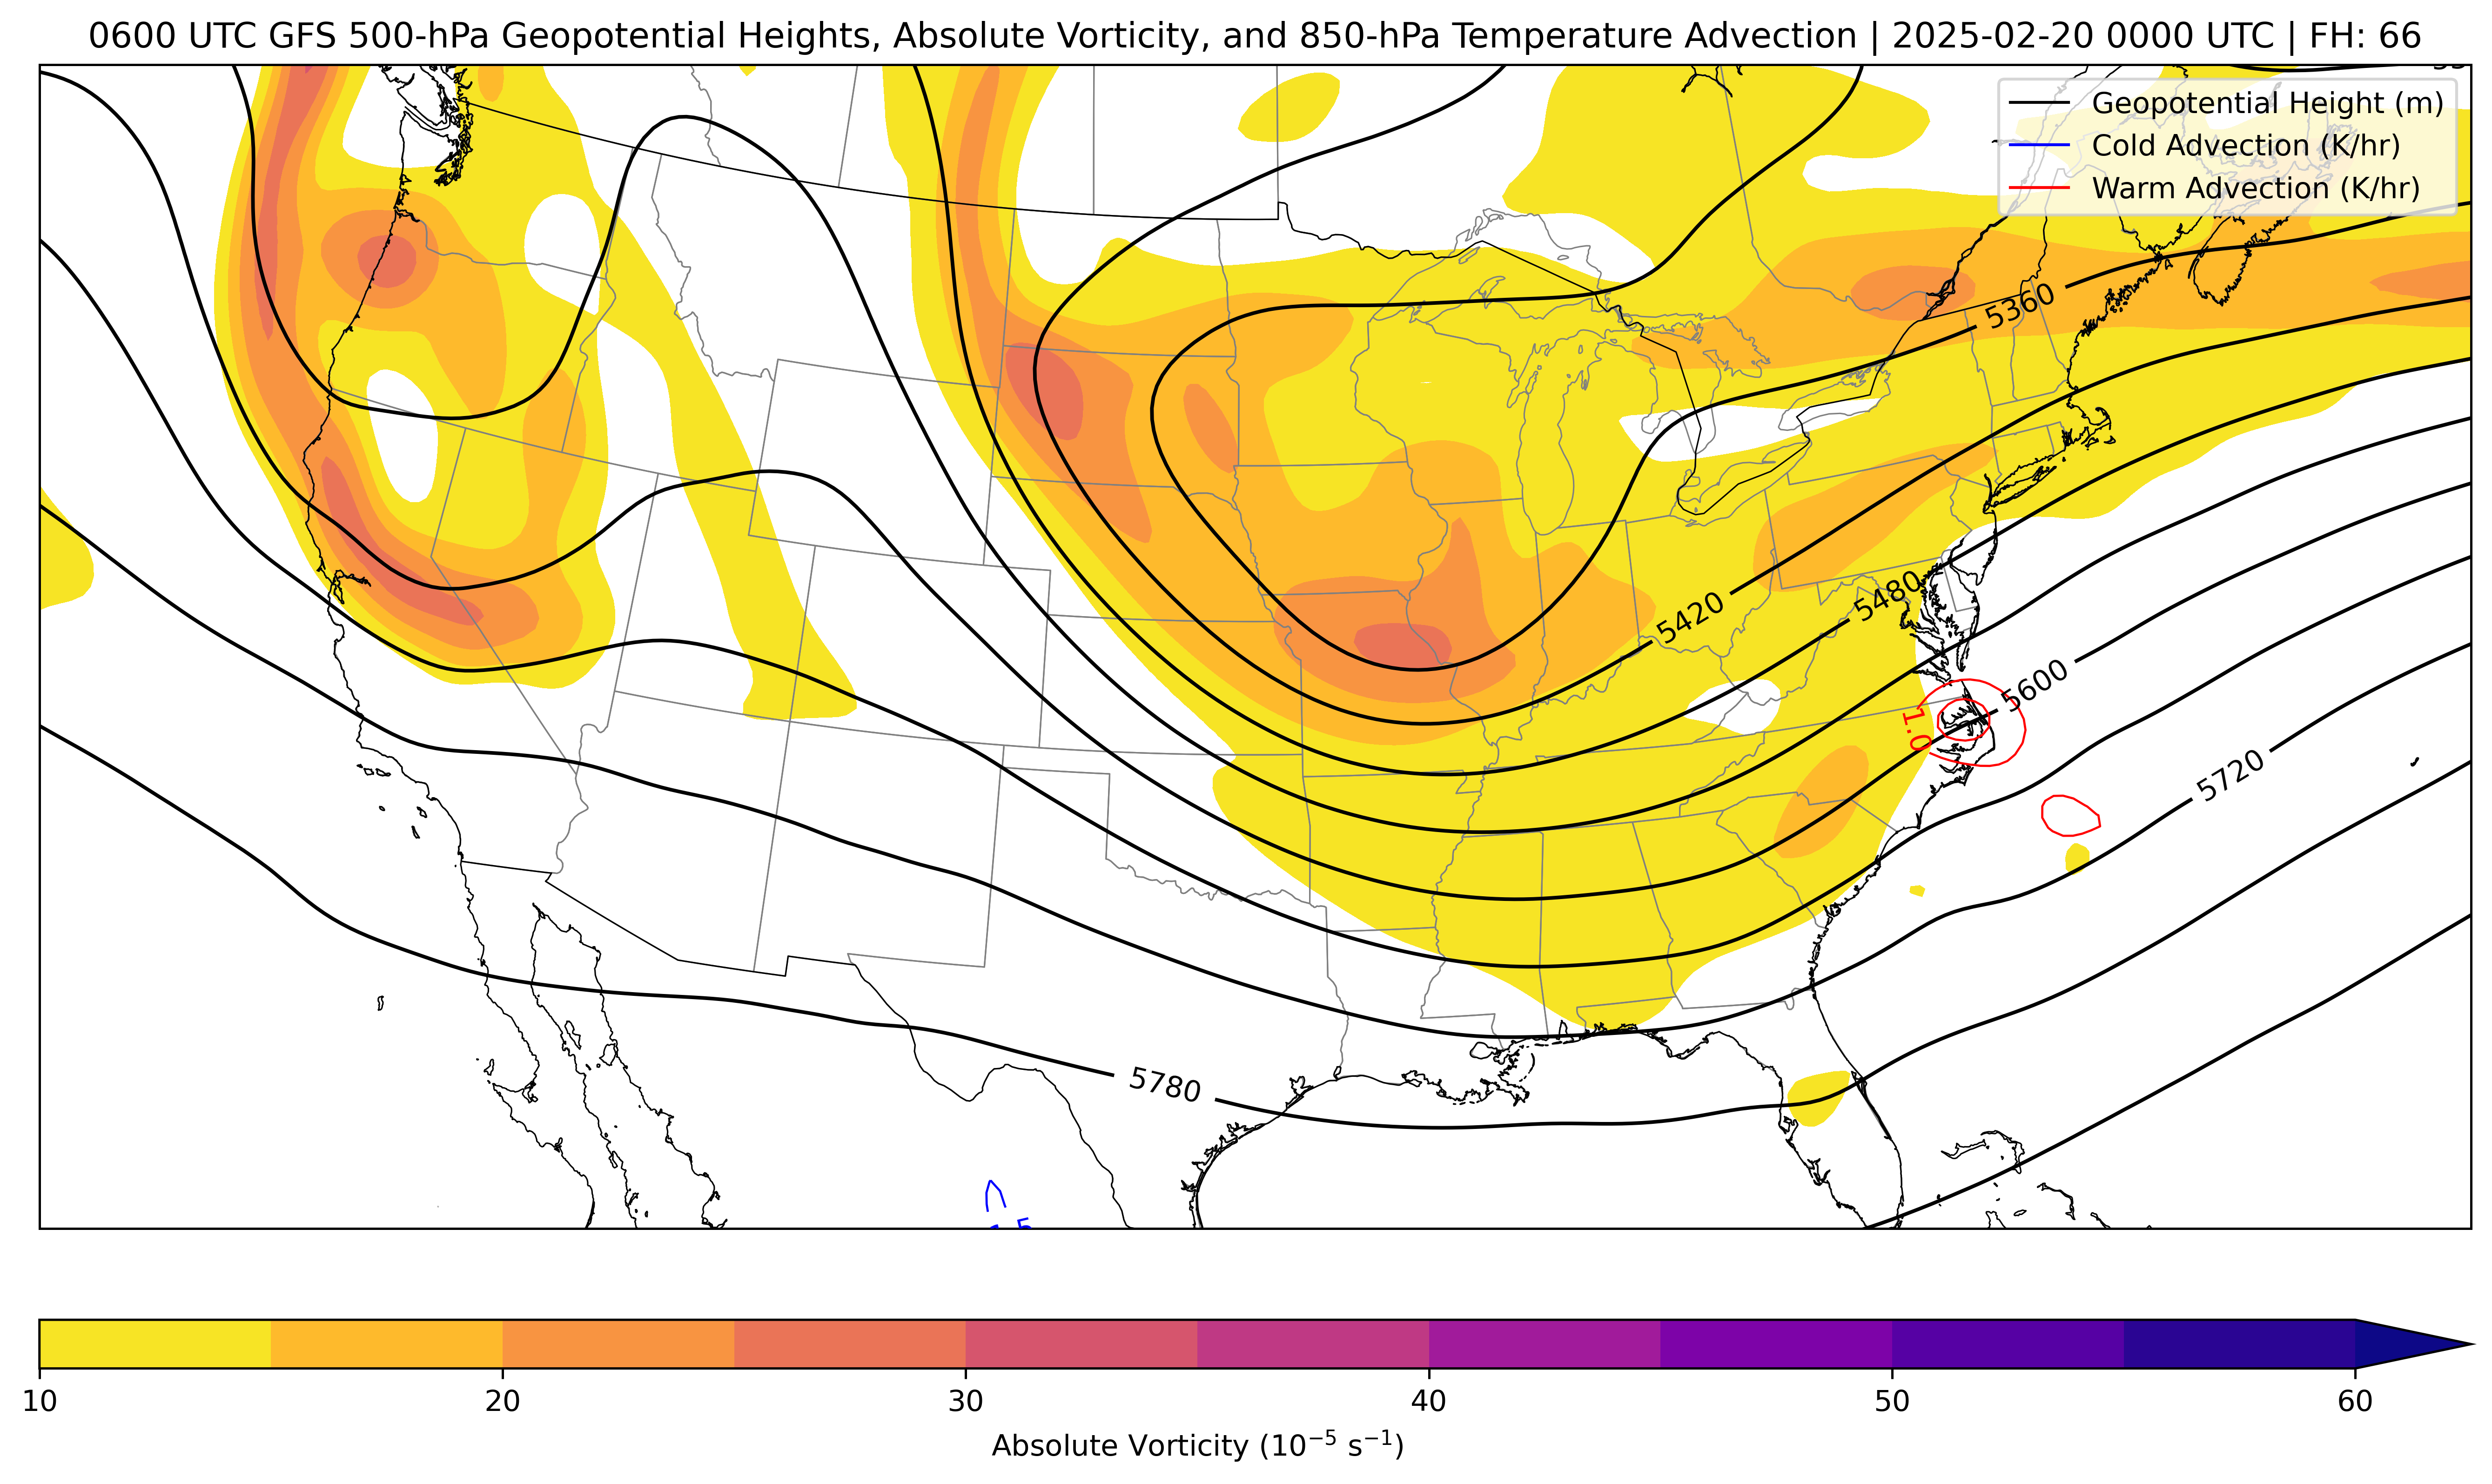 0600 UTC GFS 500-hPa Geopotential Heights, Absolute Vorticity, and 850-hPa Temperature Advection | 2025-02-20 0000 UTC | FH: 66
Geopotential Height (m)
Cold Advection (K/hr)
Warm Advection (K/hr)
5360
5420
5480
5600
1.0
5720
5780
10
20
30
40
50
60
Absolute Vorticity (10⁻⁵ s⁻¹)